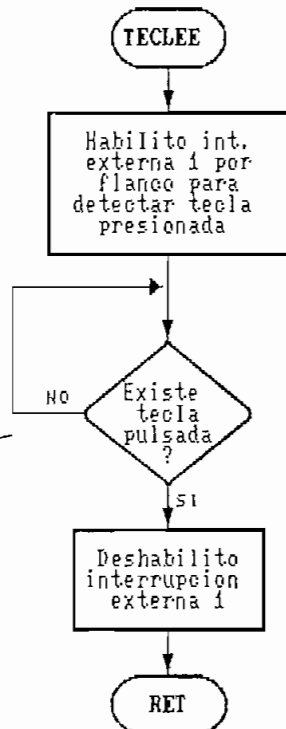 TECLEE
Habilito int.
externa 1 por
flanco para
detectar tecla
presionada
NO
Existe
tecla
pulsada
?
SI
Deshabilito
interrupcion
externa 1
RET